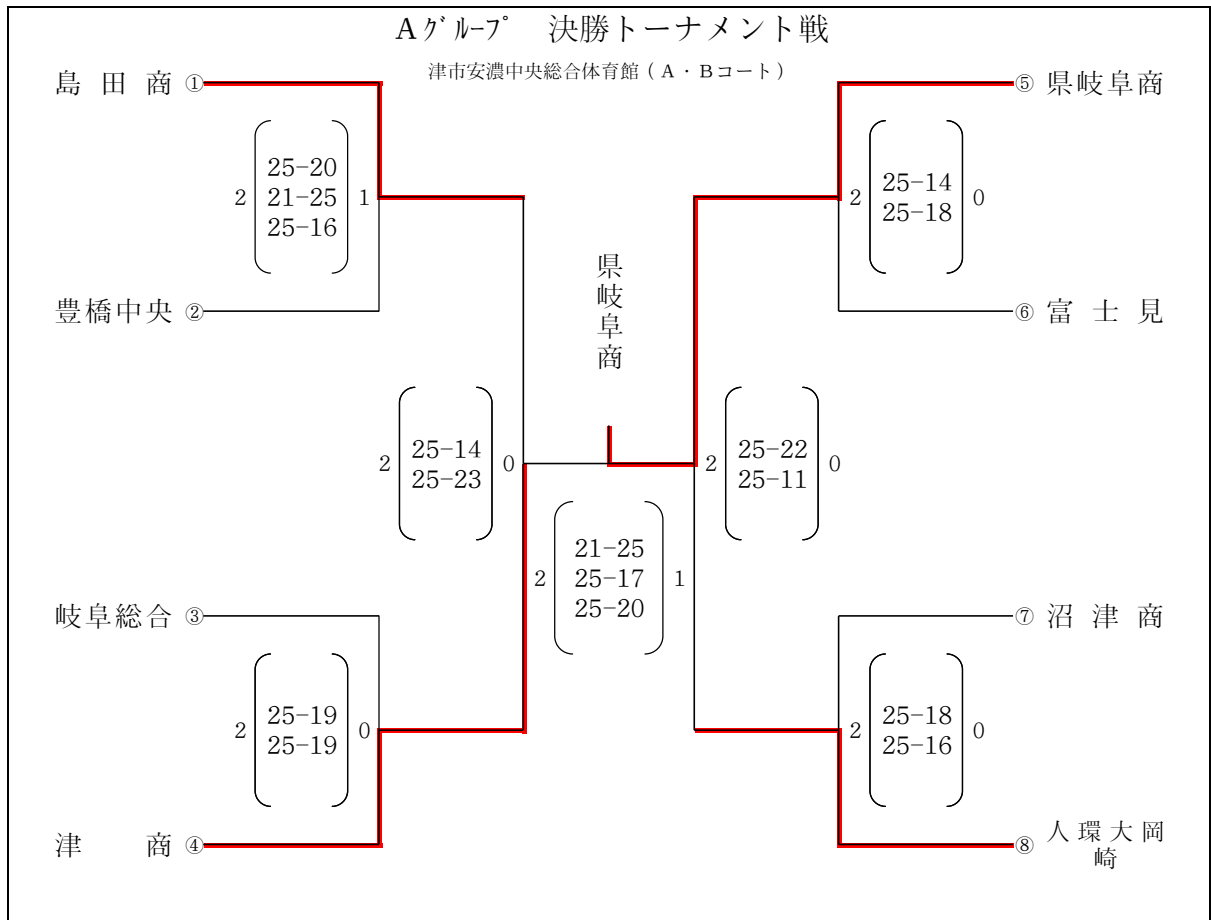 Aグループ 決勝トーナメント戦
津市安濃中央総合体育館(A・Bコート)
島田商 ①
⑤ 県岐阜商
2
25-20
21-25
25-16
1
2
25-14
25-18
0
豊橋中央 ②
県岐阜商
⑥ 富士見
2
25-14
25-23
0
2
25-22
25-11
0
2
21-25
25-17
25-20
1
岐阜総合 ③
⑦ 沼津商
2
25-19
25-19
0
2
25-18
25-16
0
津商 ④
⑧ 人環大岡
崎